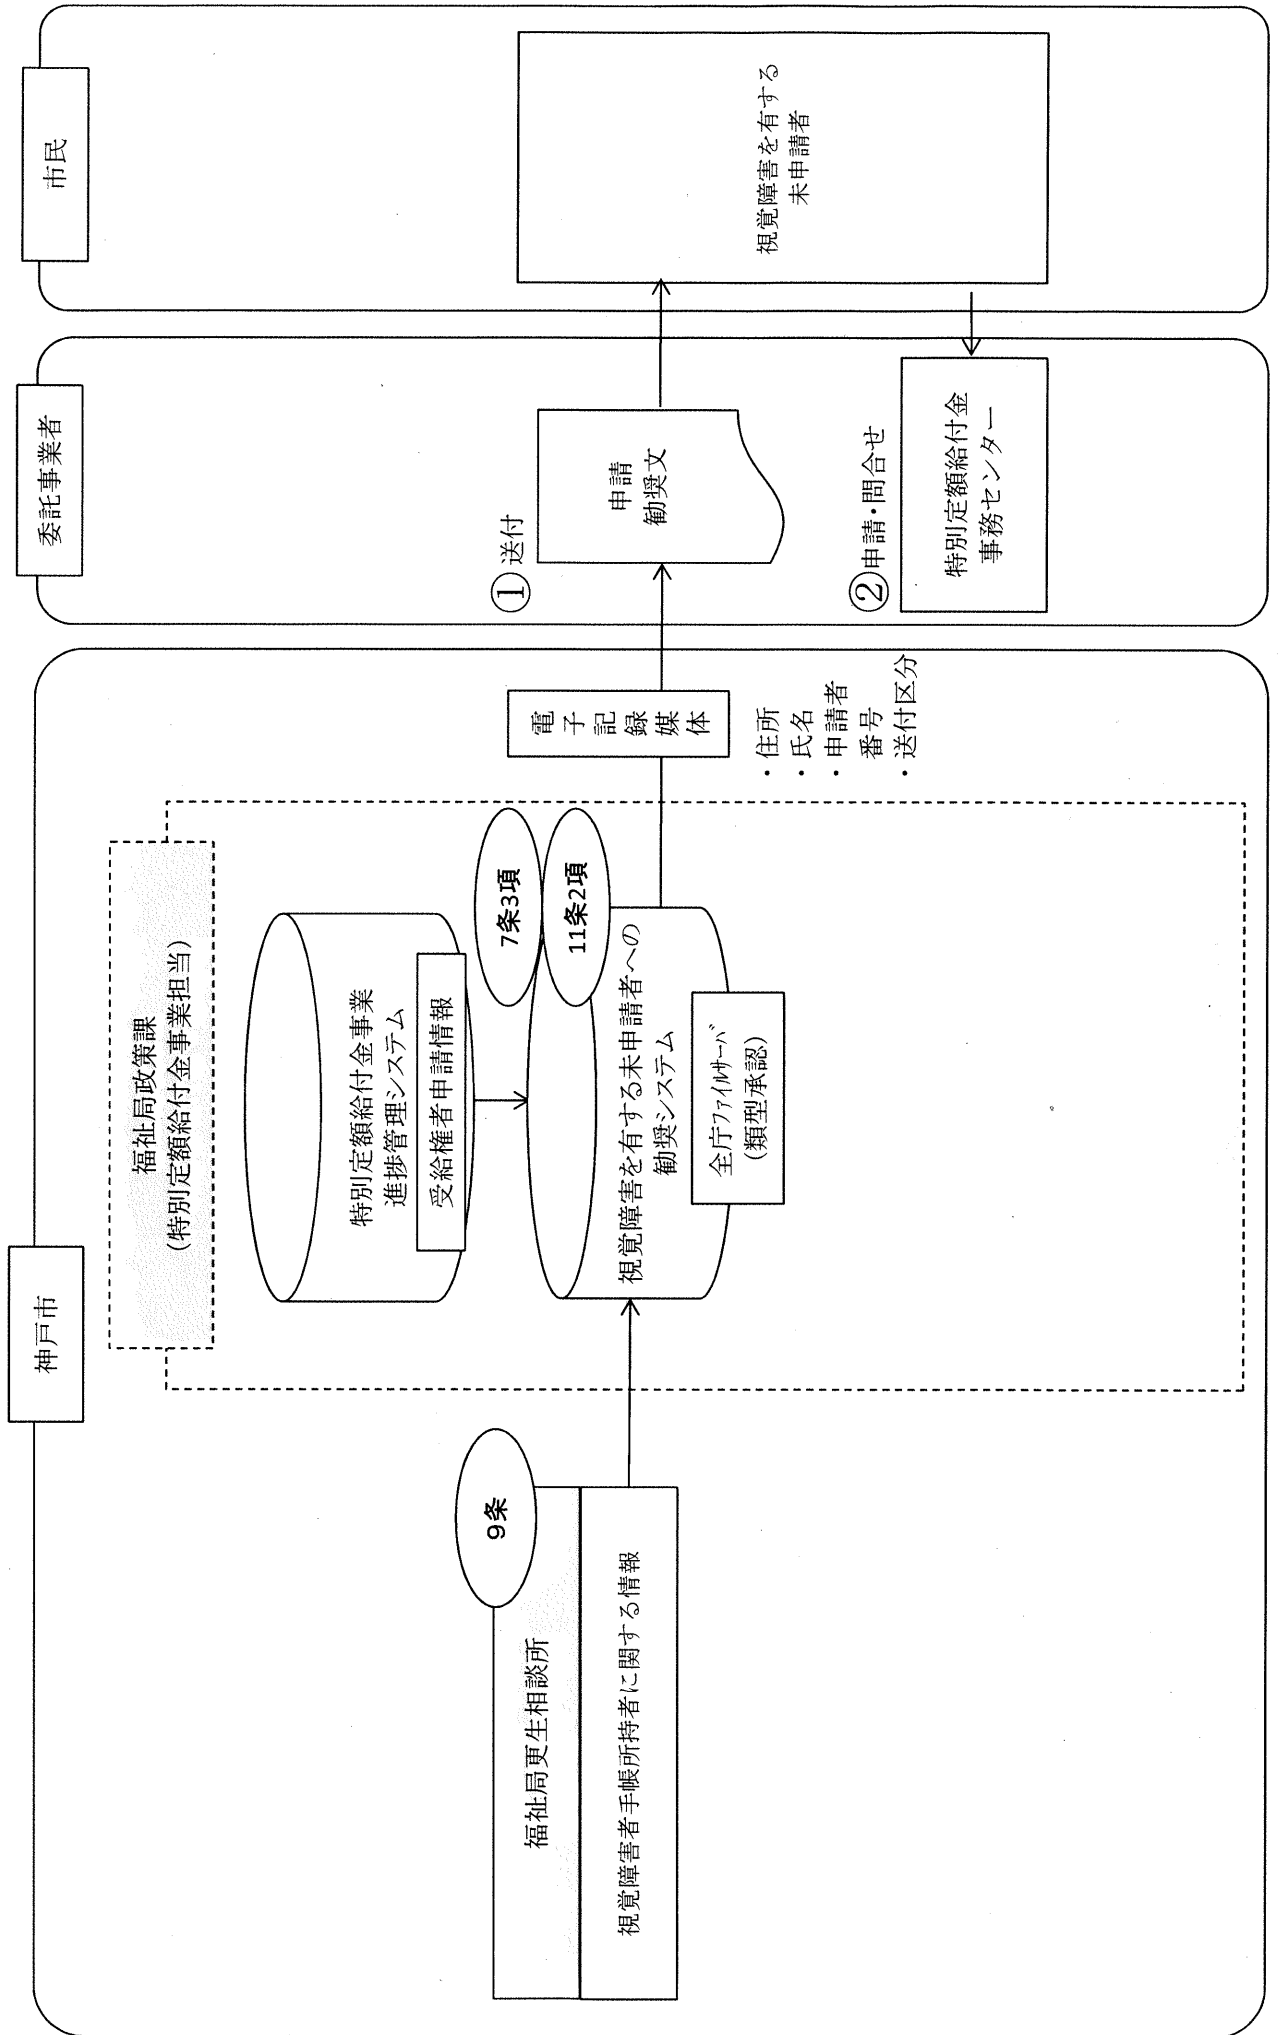 神戸市
福祉局更生相談所
9条
視覚障害者手帳所持者に関する情報
福祉局政策課
(特別定額給付金事業担当)
特別定額給付金事業
進捗管理システム
受給権者申請情報
7条3項
11条2項
視覚障害を有する未申請者への
勧奨システム
全庁ファイルサーバ
(類型承認)
電子記録媒体
・住所
・氏名
・申請者
番号
・送付区分
委託事業者
①送付
申請
勧奨文
②申請・問合せ
特別定額給付金
事務センター
市民
視覚障害を有する
未申請者